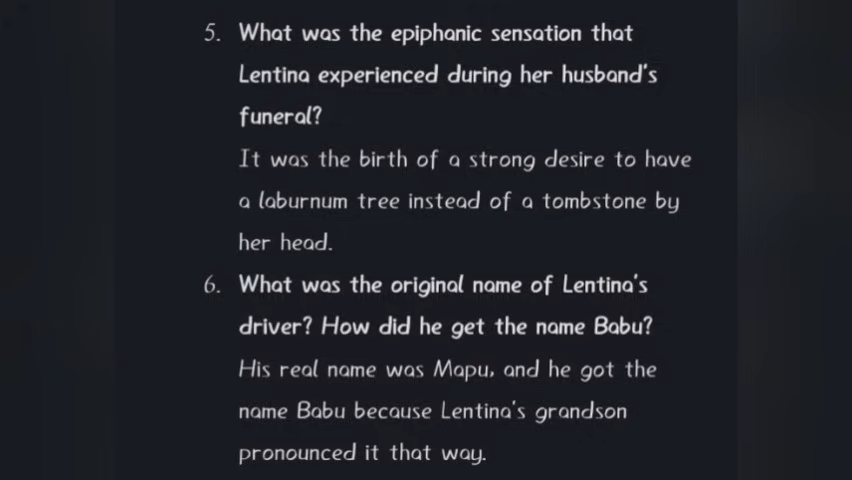 5. What was the epiphanic sensation that
Lentina experienced during her husband's
funeral?
It was the birth of a strong desire to have
a laburnum tree instead of a tombstone by
her head.
6. What was the original name of Lentina's
driver? How did he get the name Babu?
His real name was Mapu, and he got the
name Babu because Lentina's grandson
pronounced it that way.